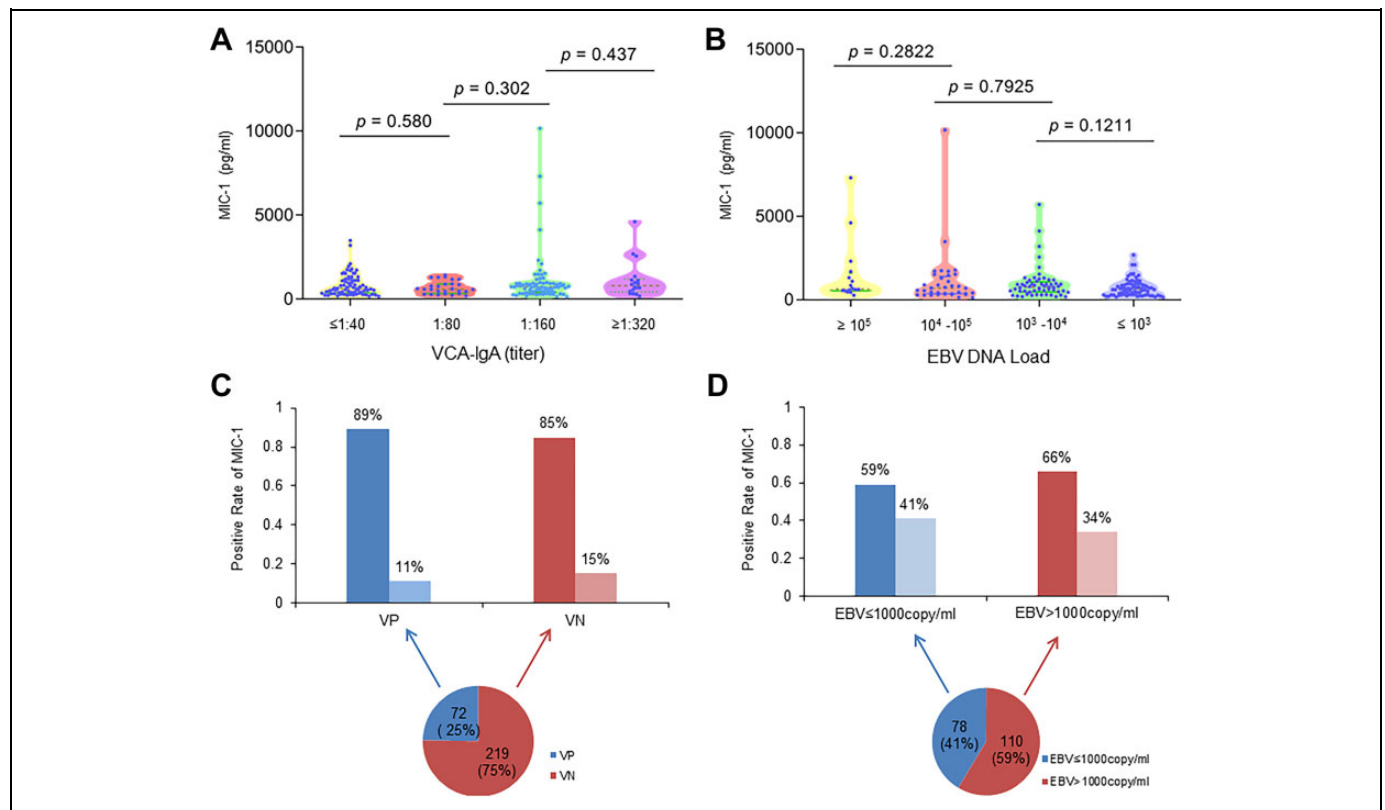 A
15000
10000
5000
0
MIC-1 (pg/ml)
p = 0.580
p = 0.302
p = 0.437
≤1:40 1:80 1:160 ≥1:320
VCA-IgA (titer)
B
15000
10000
5000
0
MIC-1 (pg/ml)
p = 0.2822
p = 0.7925
p = 0.1211
≥ 10⁵ 10⁴ -10⁵ 10³ -10⁴ ≤ 10³
EBV DNA Load
C
1
0.8
0.6
0.4
0.2
0
Positive Rate of MIC-1
89%
11%
85%
15%
VP VN
72
( 25%)
219
(75%)
VP
VN
D
1
0.8
0.6
0.4
0.2
0
Positive Rate of MIC-1
59%
41%
66%
34%
EBV≤1000copy/ml EBV>1000copy/ml
78
(41%)
110
(59%)
EBV≤1000copy/ml
EBV>1000copy/ml